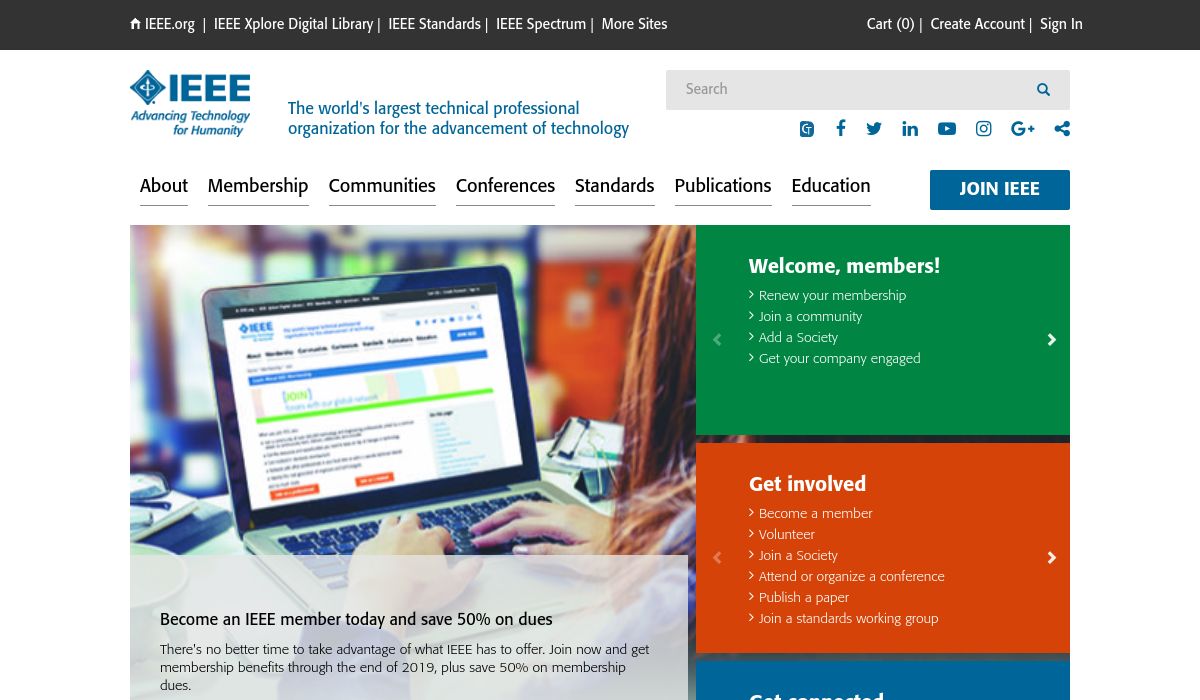 IEEE.org | IEEE Xplore Digital Library | IEEE Standards | IEEE Spectrum | More Sites
Cart (0) | Create Account | Sign In
IEEE
Advancing Technology
for Humanity
The world's largest technical professional
organization for the advancement of technology
Search
About Membership Communities Conferences Standards Publications Education
JOIN IEEE
IEEE
[JOIN]
Welcome, members!
Renew your membership
Join a community
Add a Society
Get your company engaged
Get involved
Become a member
Volunteer
Join a Society
Attend or organize a conference
Publish a paper
Join a standards working group
Become an IEEE member today and save 50% on dues
There's no better time to take advantage of what IEEE has to offer. Join now and get
membership benefits through the end of 2019, plus save 50% on membership
dues.
Get connected